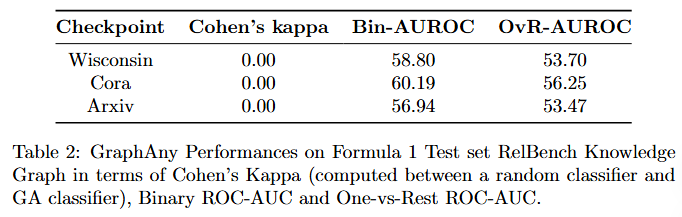 Checkpoint Cohen's kappa Bin-AUROC OvR-AUROC
Wisconsin 0.00 58.80 53.70
Cora 0.00 60.19 56.25
Arxiv 0.00 56.94 53.47
Table 2: GraphAny Performances on Formula 1 Test set RelBench Knowledge
Graph in terms of Cohen's Kappa (computed between a random classifier and
GA classifier), Binary ROC-AUC and One-vs-Rest ROC-AUC.